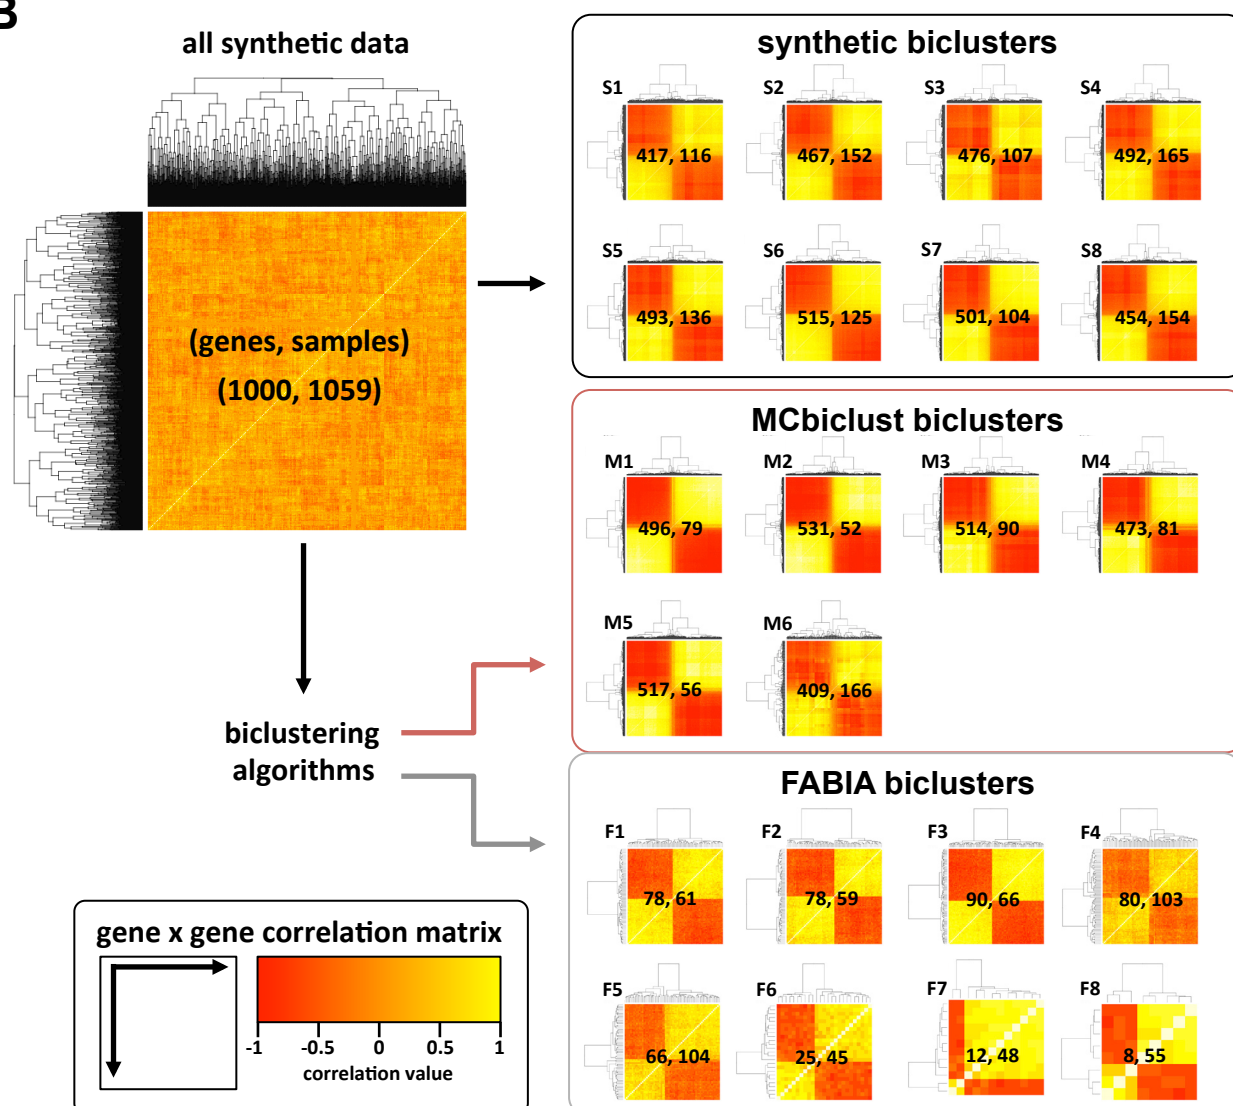 B
all synthetic data
(genes, samples)
(1000, 1059)
synthetic biclusters
S1 S2 S3 S4
417, 116 467, 152 476, 107 492, 165
S5 S6 S7 S8
493, 136 515, 125 501, 104 454, 154
MCbiclust biclusters
M1 M2 M3 M4
496, 79 531, 52 514, 90 473, 81
M5 M6
517, 56 409, 166
biclustering
algorithms
FABIA biclusters
F1 F2 F3 F4
78, 61 78, 59 90, 66 80, 103
F5 F6 F7 F8
66, 104 25, 45 12, 48 8, 55
gene x gene correlation matrix
-1 -0.5 0 0.5 1
correlation value